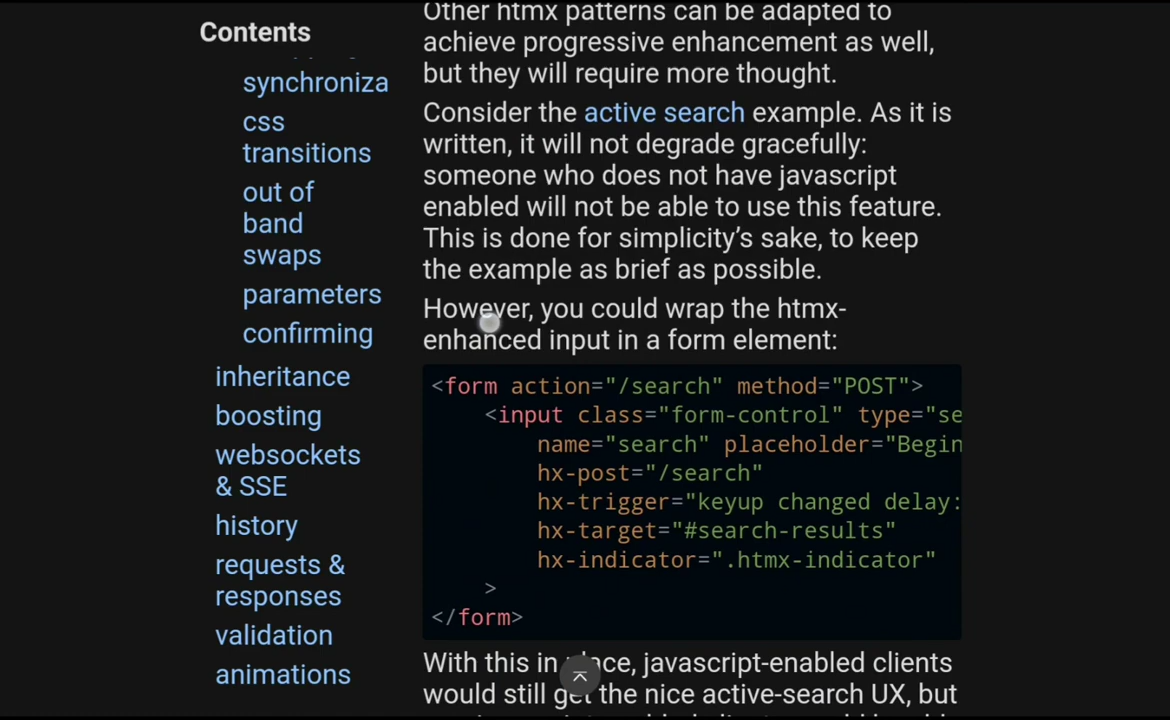 Contents
synchroniza
css
transitions
out of
band
swaps
parameters
confirming
inheritance
boosting
websockets
& SSE
history
requests &
responses
validation
animations
Other htmx patterns can be adapted to
achieve progressive enhancement as well,
but they will require more thought.
Consider the active search example. As it is
written, it will not degrade gracefully:
someone who does not have javascript
enabled will not be able to use this feature.
This is done for simplicity’s sake, to keep
the example as brief as possible.
However, you could wrap the htmx-
enhanced input in a form element:
<form action="/search" method="POST">
<input class="form-control" type="se
name="search" placeholder="Begin
hx-post="/search"
hx-trigger="keyup changed delay:
hx-target="#search-results"
hx-indicator=".htmx-indicator"
>
</form>
With this in place, javascript-enabled clients
would still get the nice active-search UX, but